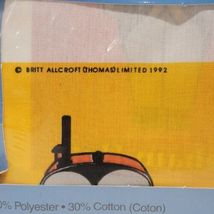 © BRITT ALLCROFT (THOMAS) LIMITED 1992
0% Polyester • 30% Cotton (Coton)